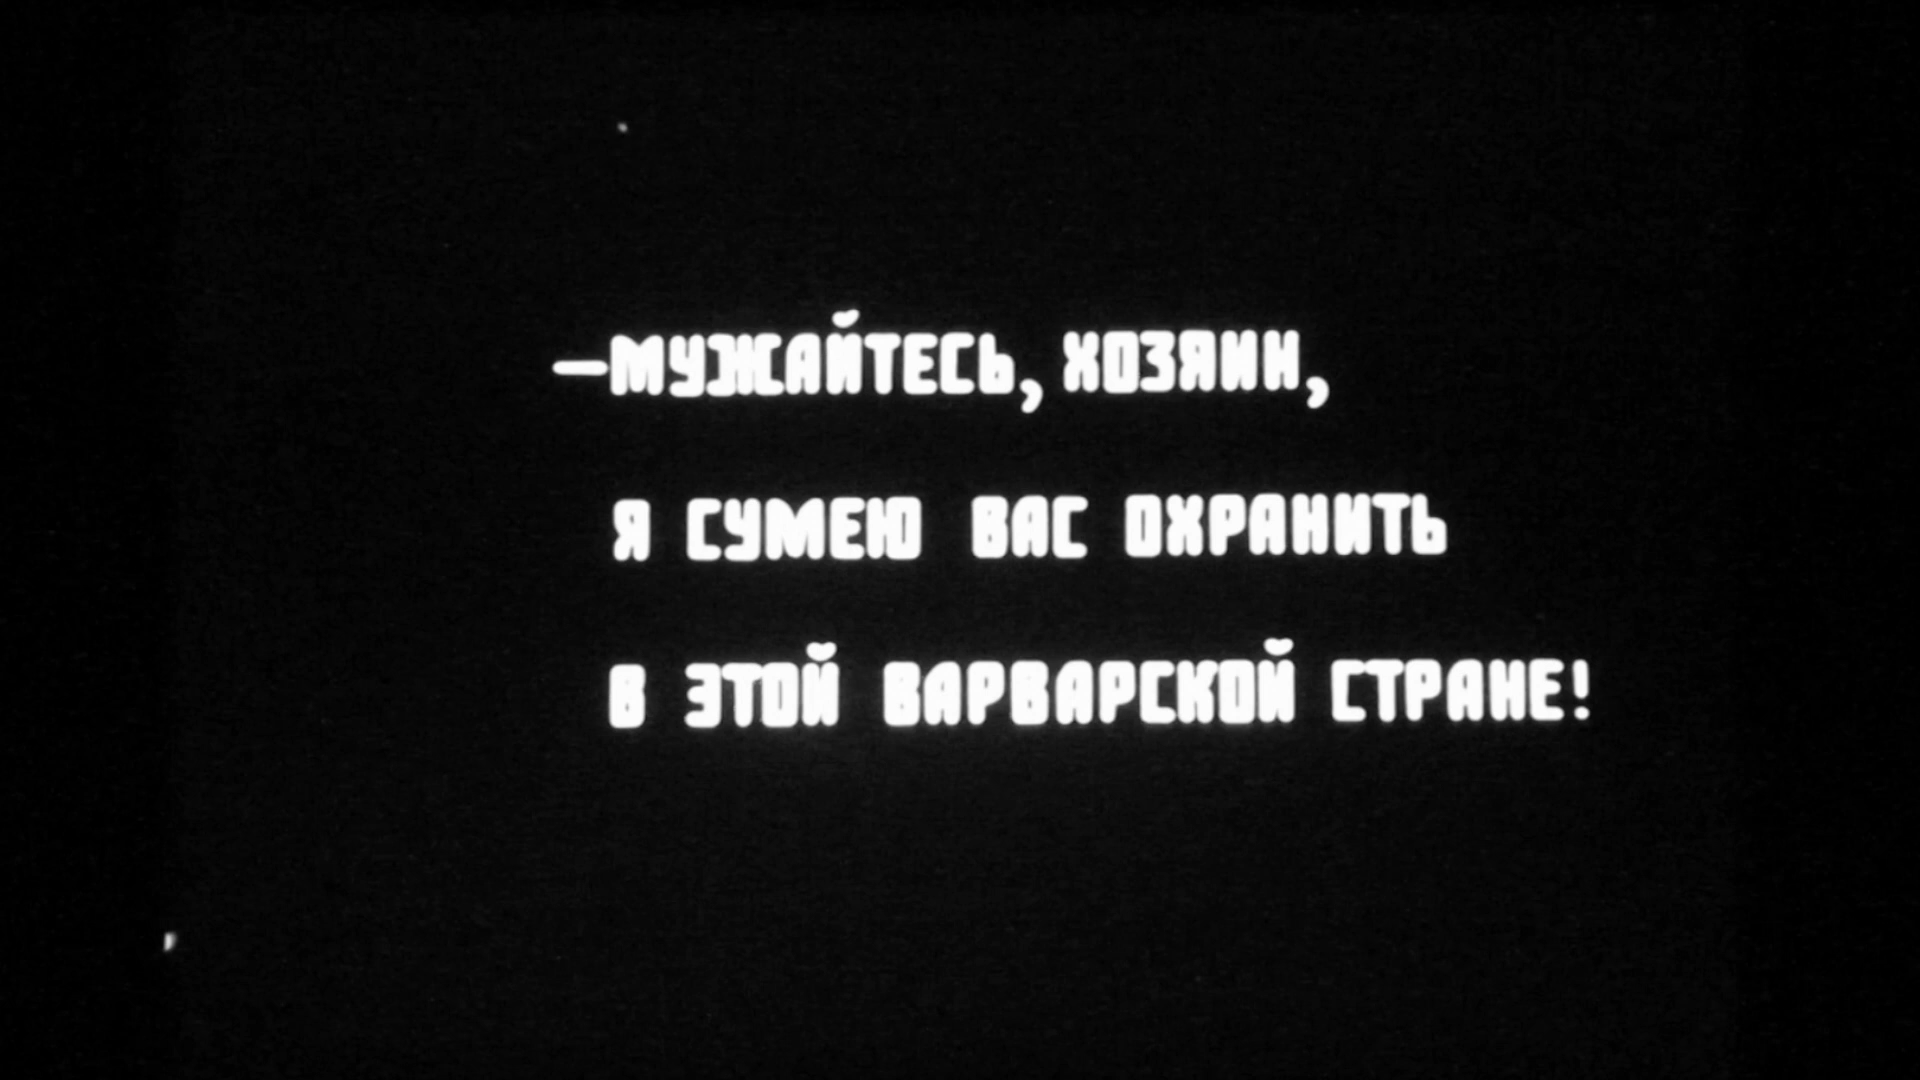 —МУЖАЙТЕСЬ, ХОЗЯИН,
Я СУМЕЮ ВАС ОХРАНИТЬ
В ЭТОЙ ВАРВАРСКОЙ СТРАНЕ!